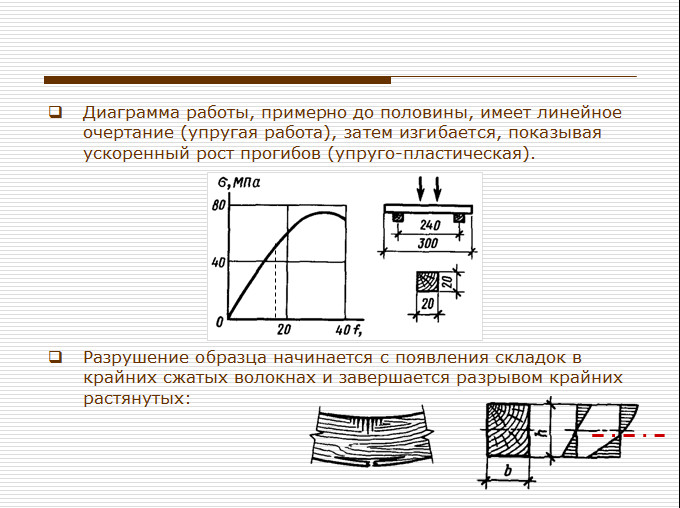 Диаграмма работы, примерно до половины, имеет линейное
очертание (упругая работа), затем изгибается, показывая
ускоренный рост прогибов (упруго-пластическая).
σ, МПа
80
40
0
20
40 f,
240
300
20
20
Разрушение образца начинается с появления складок в
крайних сжатых волокнах и завершается разрывом крайних
растянутых:
h
b